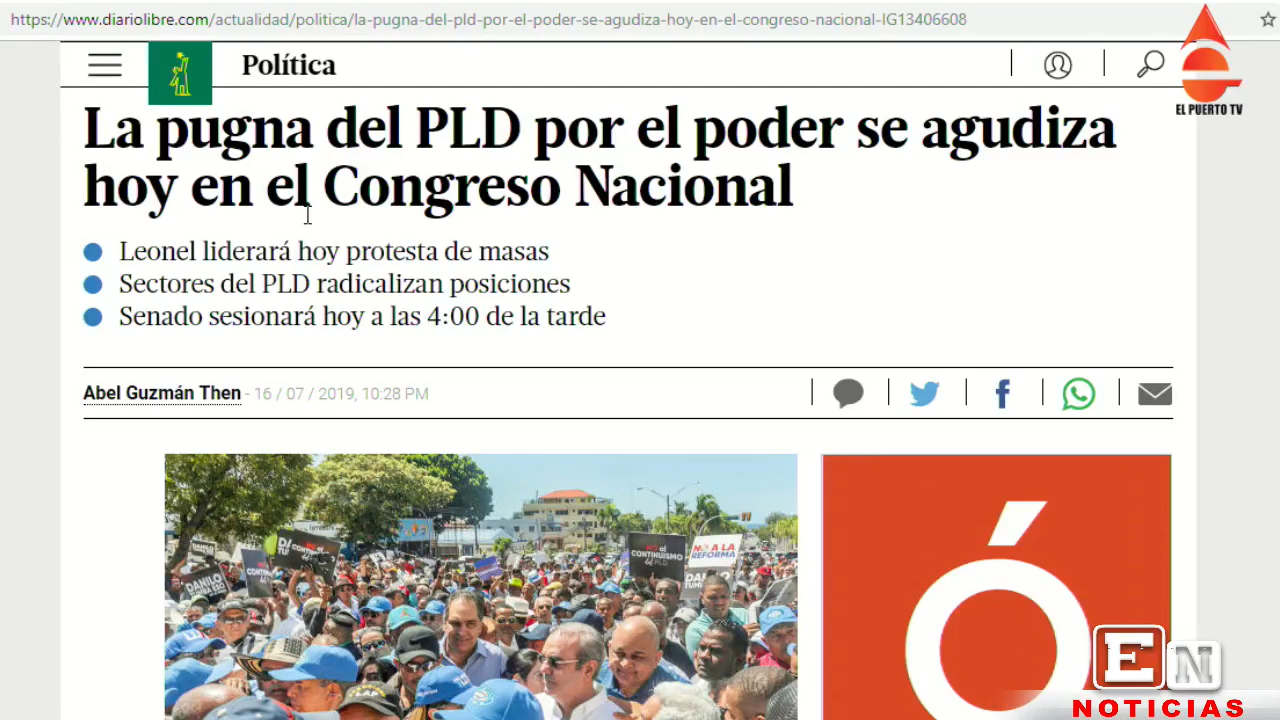 https://www.diariolibre.com/actualidad/politica/la-pugna-del-pld-por-el-poder-se-agudiza-hoy-en-el-congreso-nacional-IG13406608
Política
EL PUERTO TV
La pugna del PLD por el poder se agudiza
hoy en el Congreso Nacional
Leonel liderará hoy protesta de masas
Sectores del PLD radicalizan posiciones
Senado sesionará hoy a las 4:00 de la tarde
Abel Guzmán Then - 16 / 07 / 2019, 10:28 PM
NO al
CONTINUISMO
del PLD
NO A LA
REFORMA
DANILO
Ó
EN
NOTICIAS